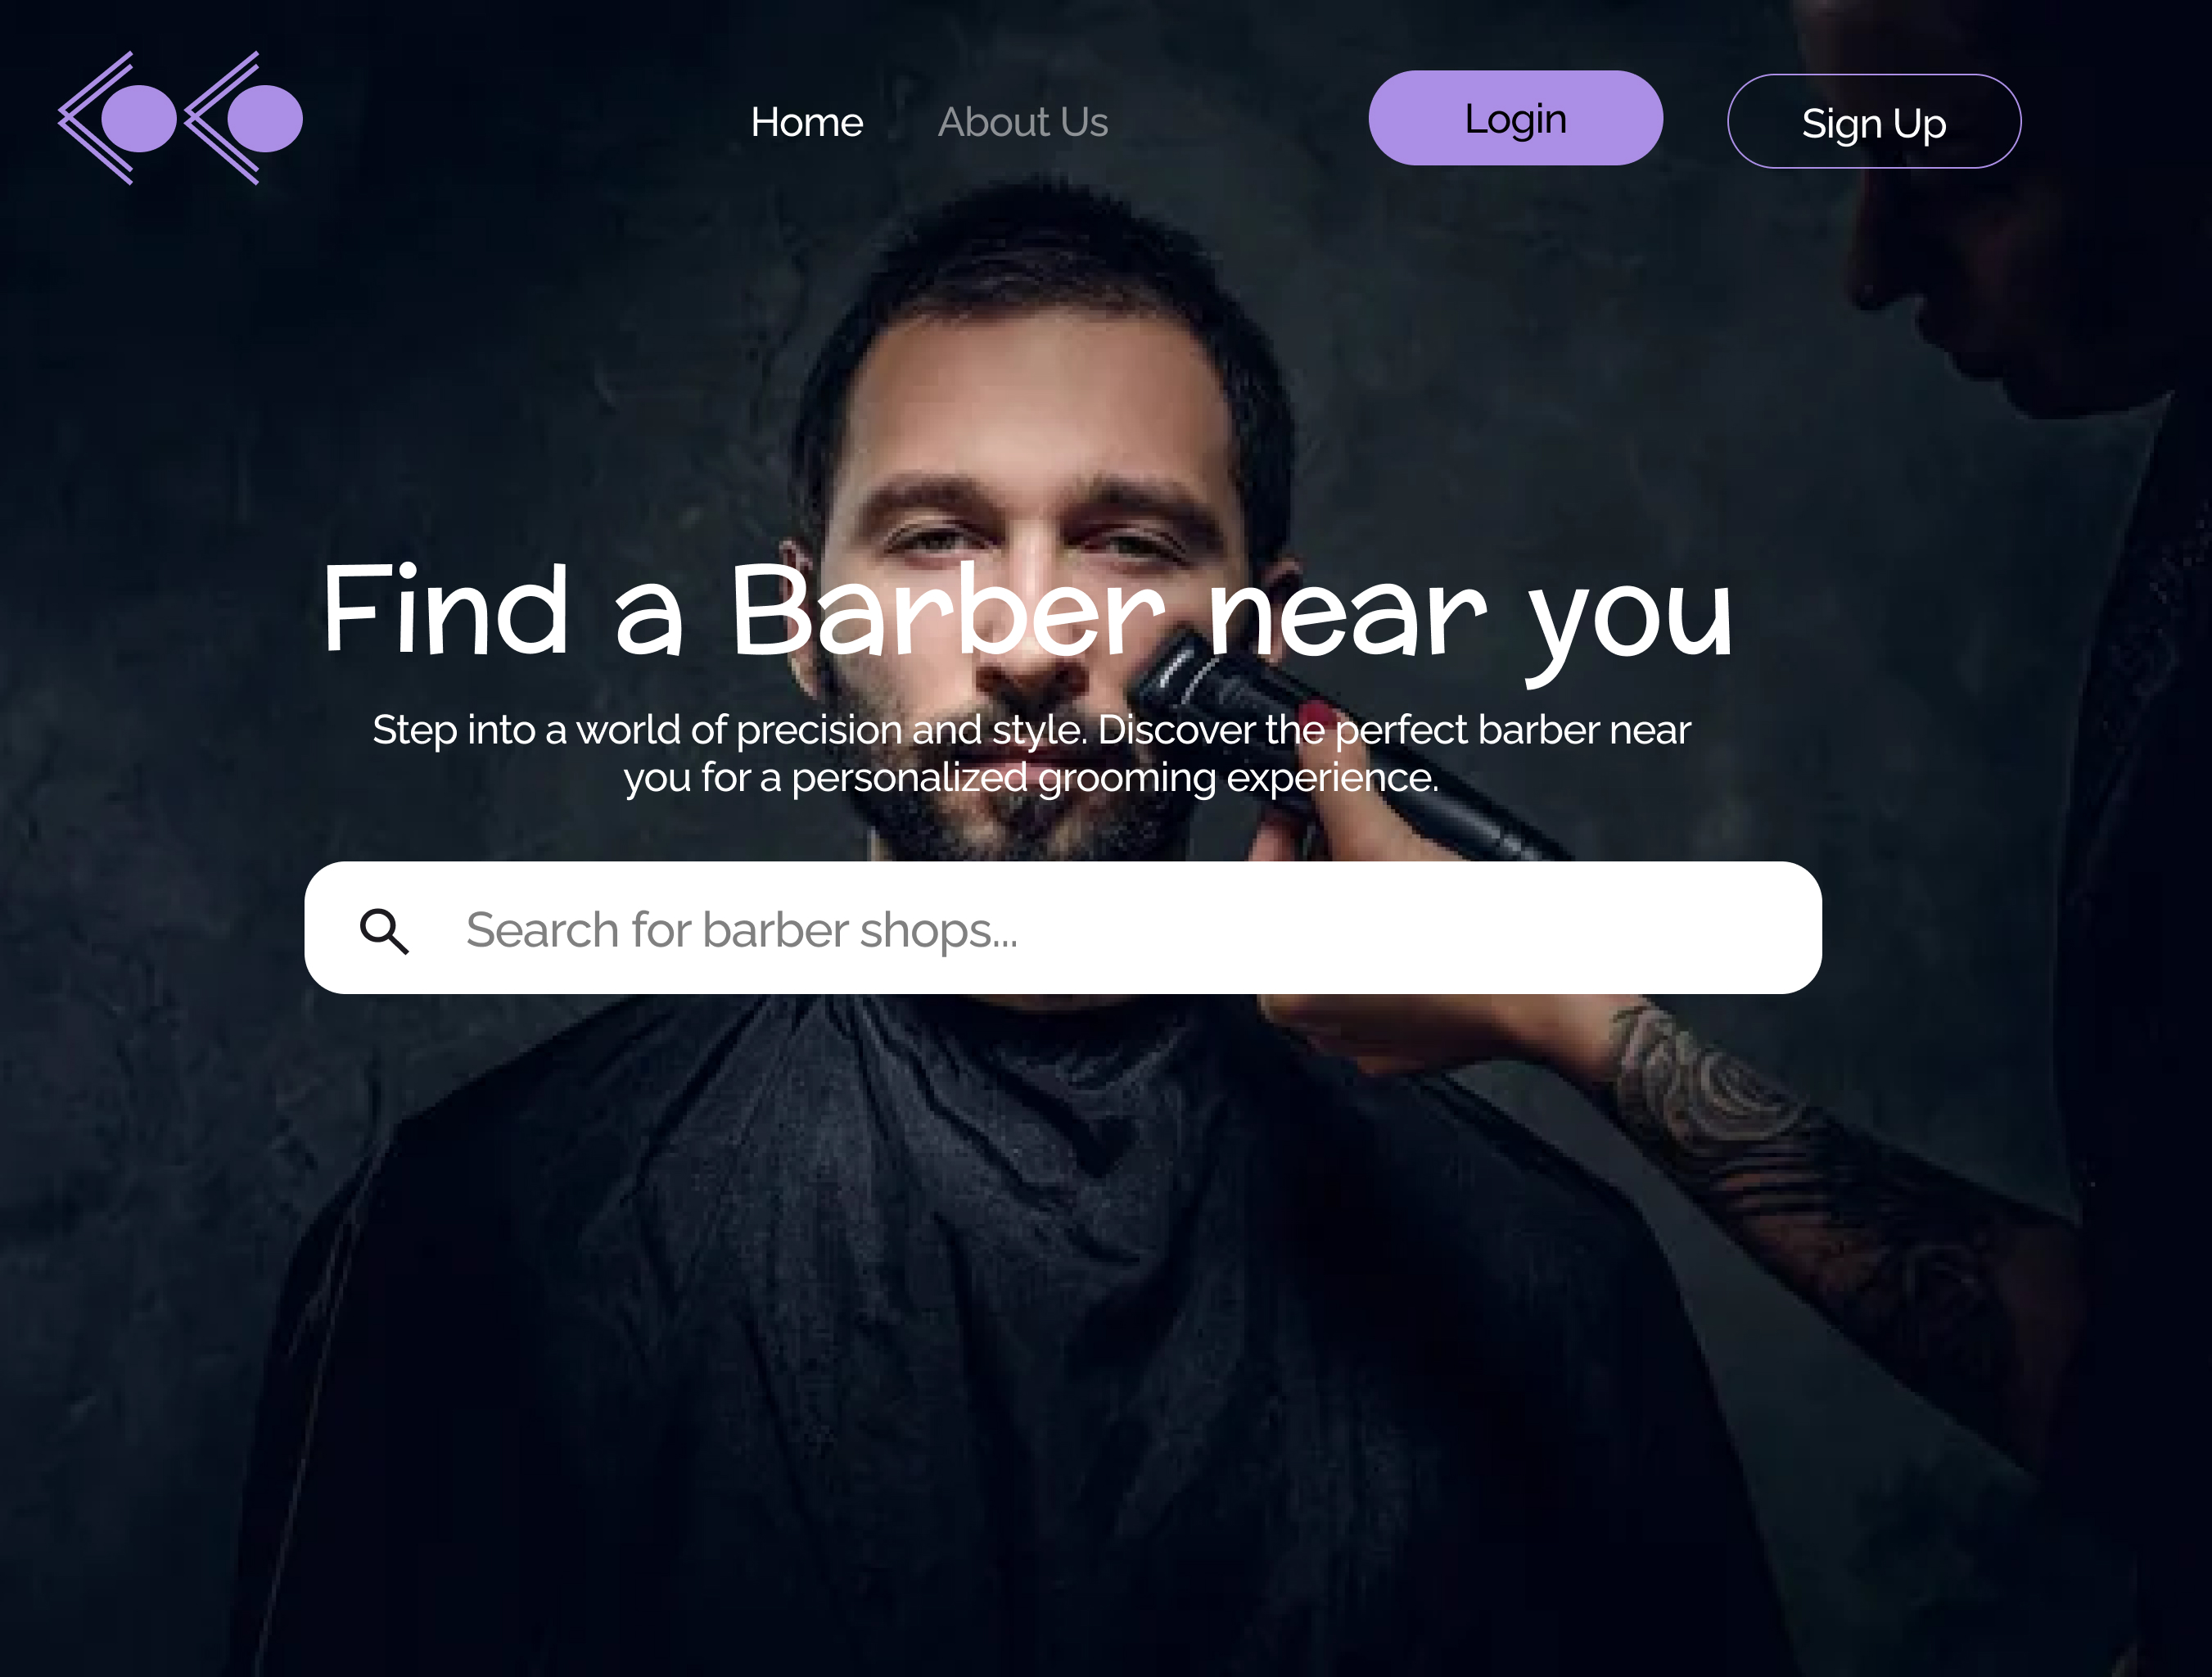 Home
About Us
Login
Sign Up
Find a Barber near you
Step into a world of precision and style. Discover the perfect barber near
you for a personalized grooming experience.
Search for barber shops...